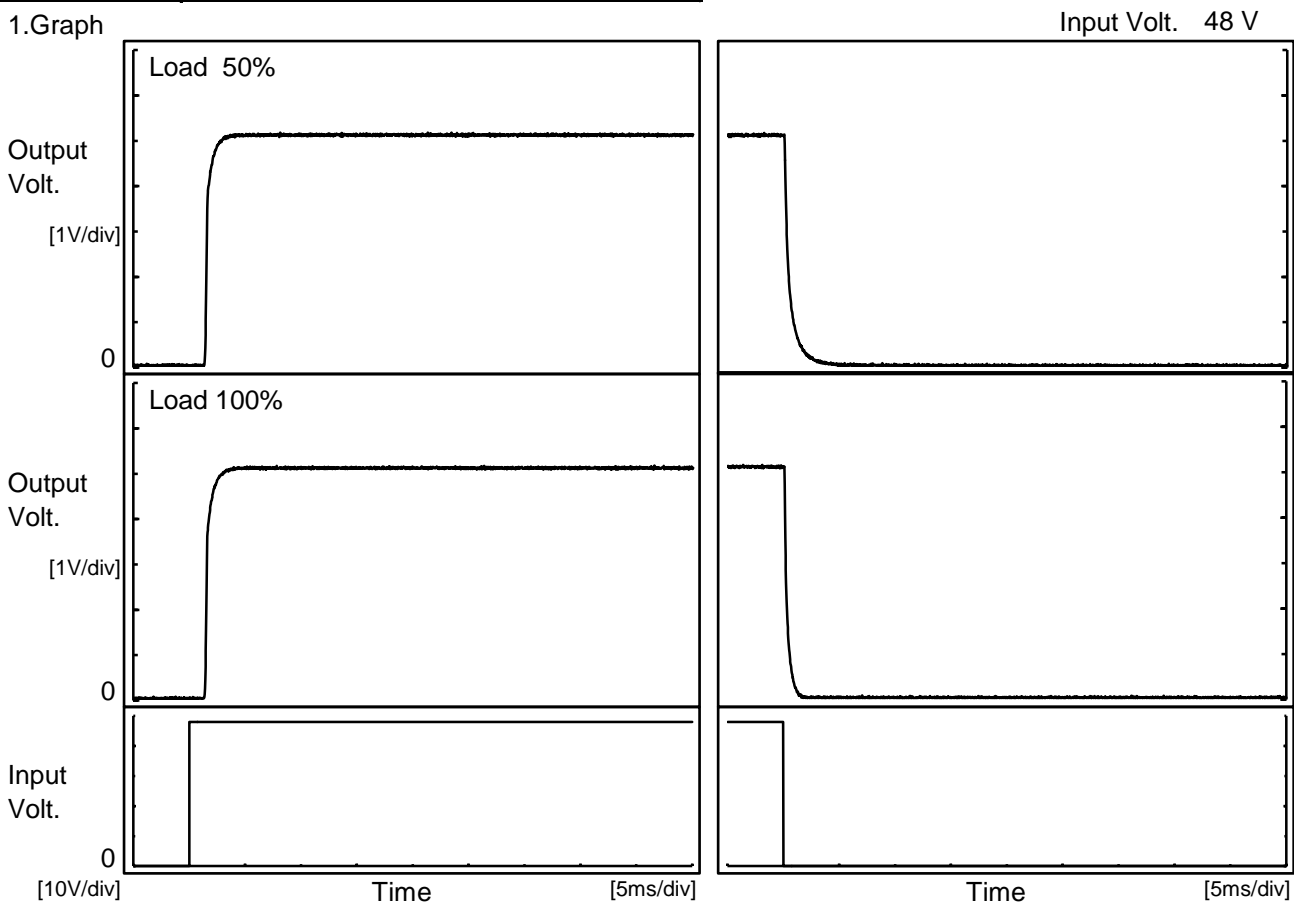 1.Graph
Input Volt. 48 V
Load 50%
Output
Volt.
[1V/div]
0
Load 100%
Output
Volt.
[1V/div]
0
Input
Volt.
0
[10V/div]
Time
[5ms/div]
Time
[5ms/div]